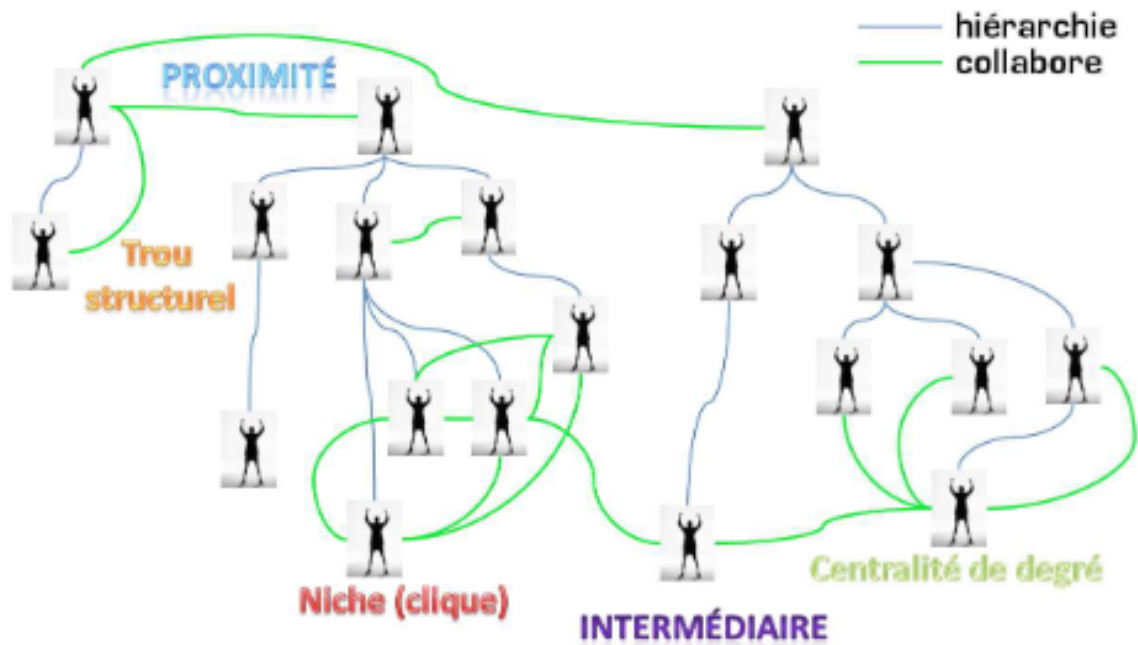 hiérarchie
collabore
PROXIMITÉ
Trou
structurel
Centralité de degré
Niche (clique)
INTERMÉDIAIRE